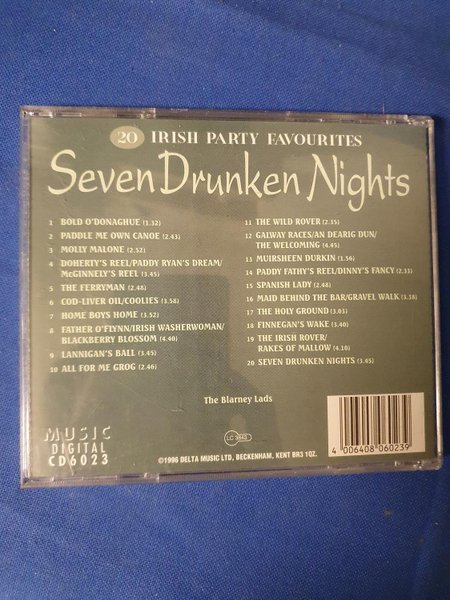 20 IRISH PARTY FAVOURITES
Seven Drunken Nights
1 BOLD O'DONAGHUE (1.32)
2 PADDLE ME OWN CANOE (2.43)
3 MOLLY MALONE (2.52)
4 DOHERTY'S REEL/PADDY RYAN'S DREAM/
MCGINNELY'S REEL (3.45)
5 THE FERRYMAN (2.48)
6 COD-LIVER OIL/COOLIES (3.58)
7 HOME BOYS HOME (3.52)
8 FATHER O'FLYNN/IRISH WASHERWOMAN/
BLACKBERRY BLOSSOM (4.40)
9 LANNIGAN'S BALL (3.45)
10 ALL FOR ME GROG (2.46)
11 THE WILD ROVER (2.35)
12 GALWAY RACES/AN DEARIG DUN/
THE WELCOMING (4.45)
13 MUIRSHEEN DURKIN (1.56)
14 PADDY FATHY'S REEL/DINNY'S FANCY (2.33)
15 SPANISH LADY (2.48)
16 MAID BEHIND THE BAR/GRAVEL WALK (3.38)
17 THE HOLY GROUND (3.03)
18 FINNEGAN'S WAKE (3.40)
19 THE IRISH ROVER/
RAKES OF MALLOW (4.10)
20 SEVEN DRUNKEN NIGHTS (3.45)
The Blarney Lads
MUSIC
DIGITAL
CD6023
LC 3843
©1996 DELTA MUSIC LTD, BECKENHAM, KENT BR3 1QZ.
4 006408 060239